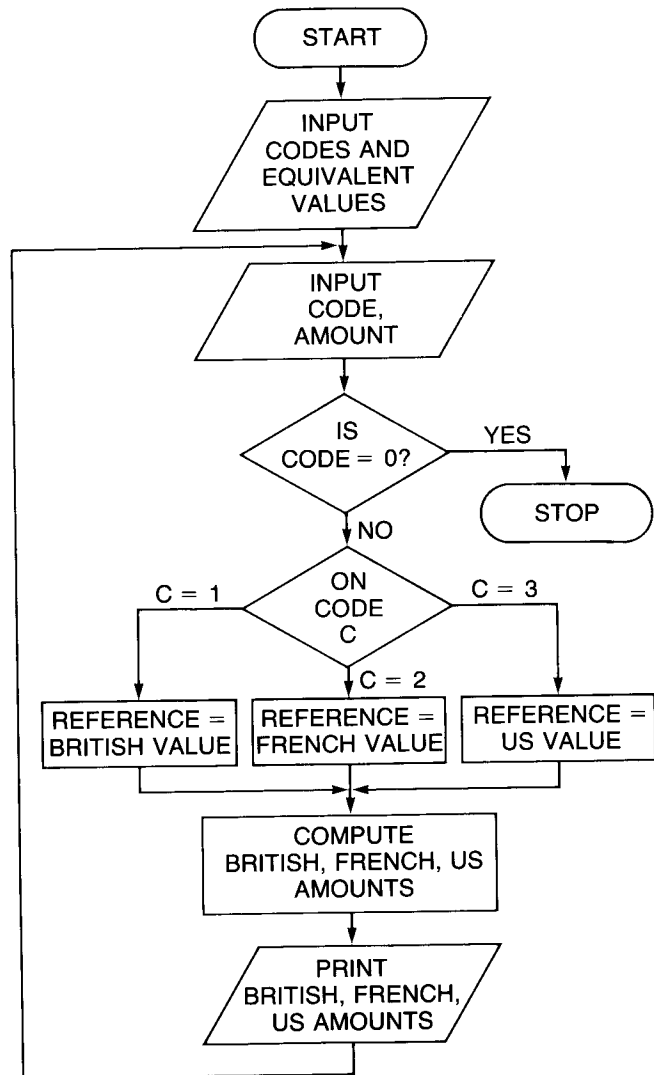 START
INPUT
CODES AND
EQUIVALENT
VALUES
INPUT
CODE,
AMOUNT
IS
CODE = 0?
YES
STOP
NO
ON
CODE
C
C = 1
C = 3
C = 2
REFERENCE =
BRITISH VALUE
REFERENCE =
FRENCH VALUE
REFERENCE =
US VALUE
COMPUTE
BRITISH, FRENCH, US
AMOUNTS
PRINT
BRITISH, FRENCH,
US AMOUNTS